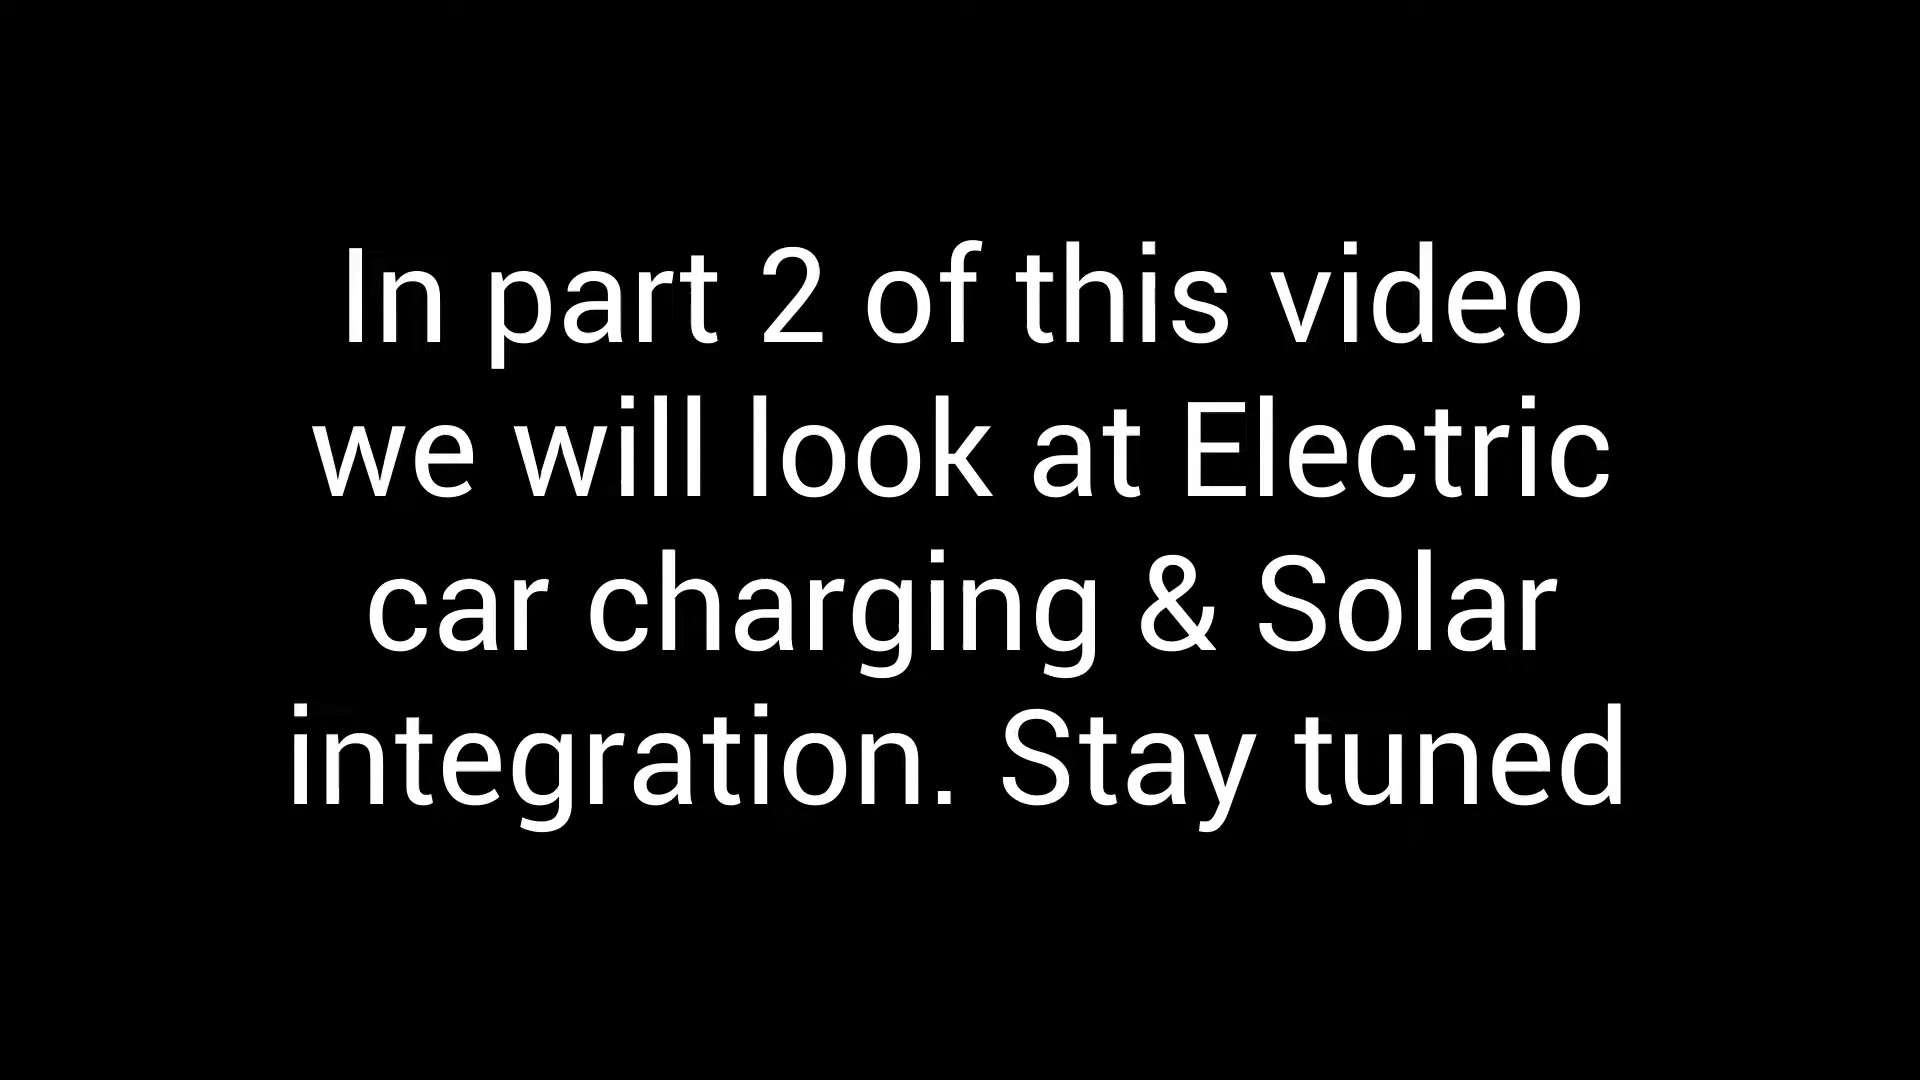 In part 2 of this video
we will look at Electric
car charging & Solar
integration. Stay tuned